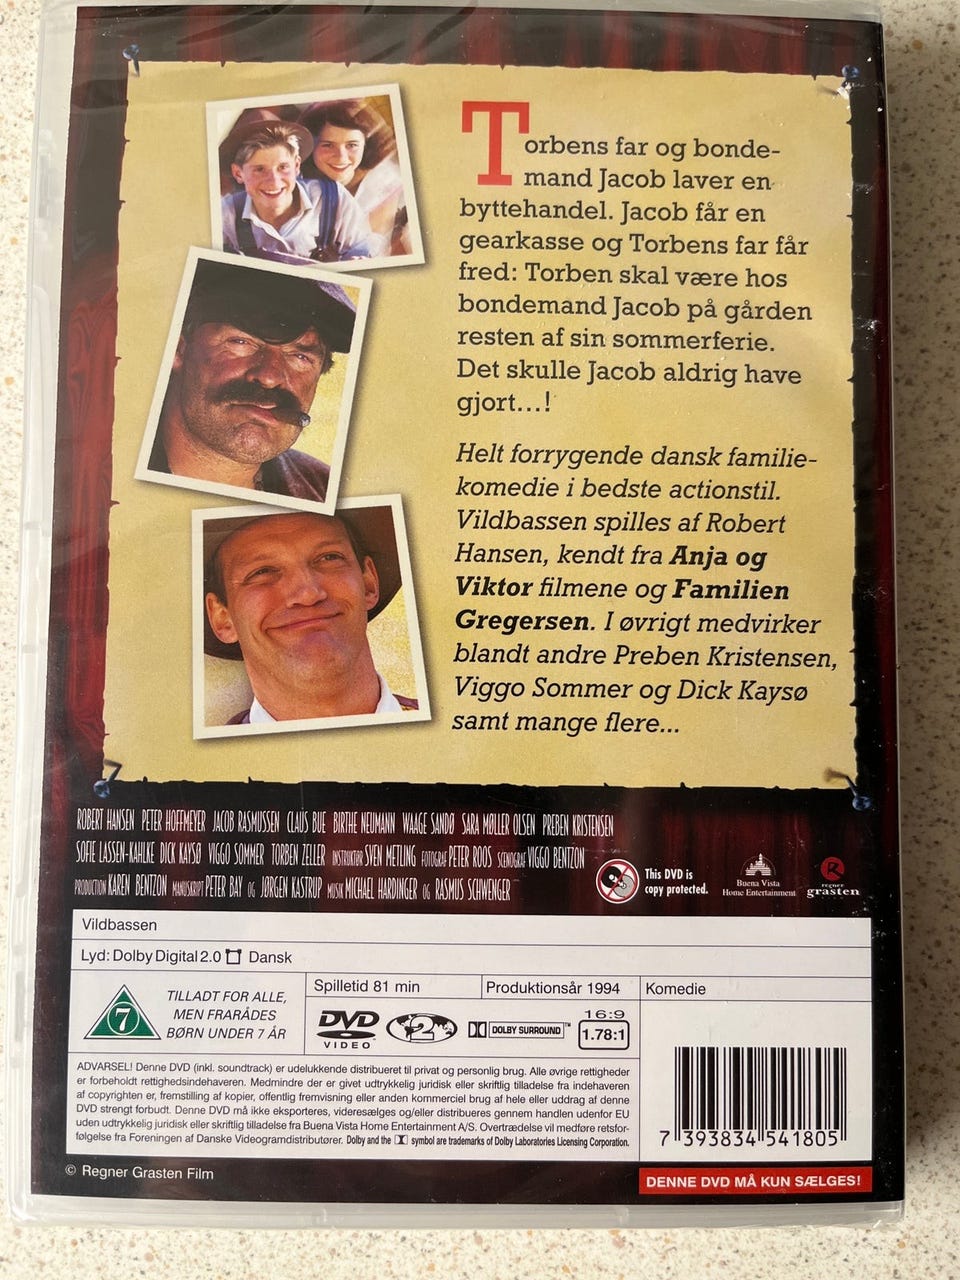 Torbens far og bonde-
mand Jacob laver en
byttehandel. Jacob får en
gearkasse og Torbens far får
fred: Torben skal være hos
bondemand Jacob på gården
resten af sin sommerferie.
Det skulle Jacob aldrig have
gjort...!
Helt forrygende dansk familie-
komedie i bedste actionstil.
Vildbassen spilles af Robert
Hansen, kendt fra Anja og
Viktor filmene og Familien
Gregersen. I øvrigt medvirker
blandt andre Preben Kristensen,
Viggo Sommer og Dick Kaysø
samt mange flere...
ROBERT HANSEN PETER HOFFMEYER JACOB RASMUSSEN CLAUS BUE BIRTHE NEUMANN WAAGE SANDØ SARA MØLLER OLSEN PREBEN KRISTENSEN
SOFIE LASSEN-KAHLKE DICK KAYSØ VIGGO SOMMER TORBEN ZELLER INSTRUKTØR SVEN METLING FOTOGRAF PETER ROOS SCENOGRAF VIGGO BENTZON
PRODUCTION KAREN BENTZON MANUSKRIPT PETER BAY OG JØRGEN KASTRUP MUSIK MICHAEL HARDINGER OG RASMUS SCHWENGER
This DVD is
copy protected.
Buena Vista
Home Entertainment
R
regner
grasten
Vildbassen
Lyd: Dolby Digital 2.0 Dansk
7
TILLADT FOR ALLE,
MEN FRARÅDES
BØRN UNDER 7 ÅR
Spilletid 81 min
Produktionsår 1994
Komedie
DVD
VIDEO
2
DOLBY SURROUND™
16:9
1.78:1
ADVARSEL! Denne DVD (inkl. soundtrack) er udelukkende distribueret til privat og personlig brug. Alle øvrige rettigheder
er forbeholdt rettighedsindehaveren. Medmindre der er givet udtrykkelig juridisk eller skriftlig tilladelse fra indehaveren
af copyrighten er, fremstilling af kopier, offentlig fremvisning eller anden kommerciel brug af hele eller uddrag af denne
DVD strengt forbudt. Denne DVD må ikke eksporteres, videresælges og/eller distribueres gennem handlen udenfor EU
uden udtrykkelig juridisk eller skriftlig tilladelse fra Buena Vista Home Entertainment A/S. Overtrædelse vil medføre retsfor-
følgelse fra Foreningen af Danske Videogramdistributører. Dolby and the symbol are trademarks of Dolby Laboratories Licensing Corporation.
7 393834 541805
© Regner Grasten Film
DENNE DVD MÅ KUN SÆLGES!